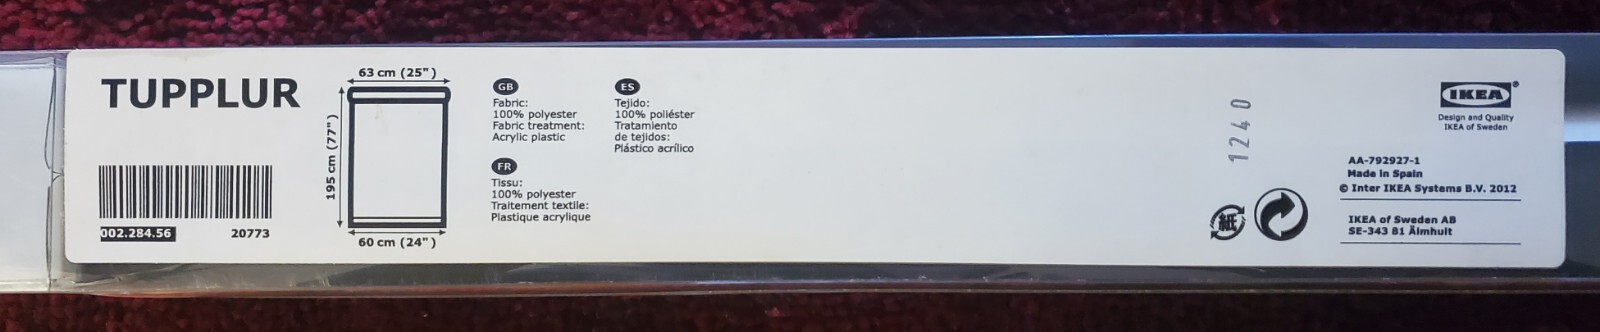 TUPPLUR
002.284.56
20773
63 cm (25")
195 cm (77")
60 cm (24")
GB
Fabric:
100% polyester
Fabric treatment:
Acrylic plastic
FR
Tissu:
100% polyester
Traitement textile:
Plastique acrylique
ES
Tejido:
100% poliéster
Tratamiento
de tejidos:
Plástico acrílico
1240
紙
IKEA®
Design and Quality
IKEA of Sweden
AA-792927-1
Made in Spain
© Inter IKEA Systems B.V. 2012
IKEA of Sweden AB
SE-343 81 Älmhult